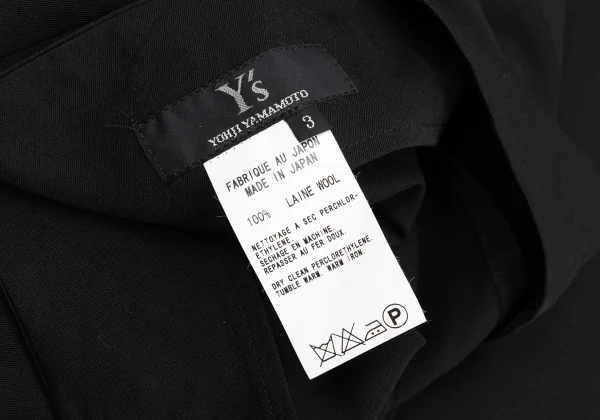 Y's
YOHJI YAMAMOTO
3
FABRIQUE AU JAPON
MADE IN JAPAN
100% LAINE WOOL
NETTOYAGE A SEC PERCHLOR-
ETHYLENE.
SECHAGE EN MACHINE.
REPASSER AU FER DOUX.
DRY CLEAN PERCLORETHYLENE.
TUMBLE WARM. WARM IRON.
P